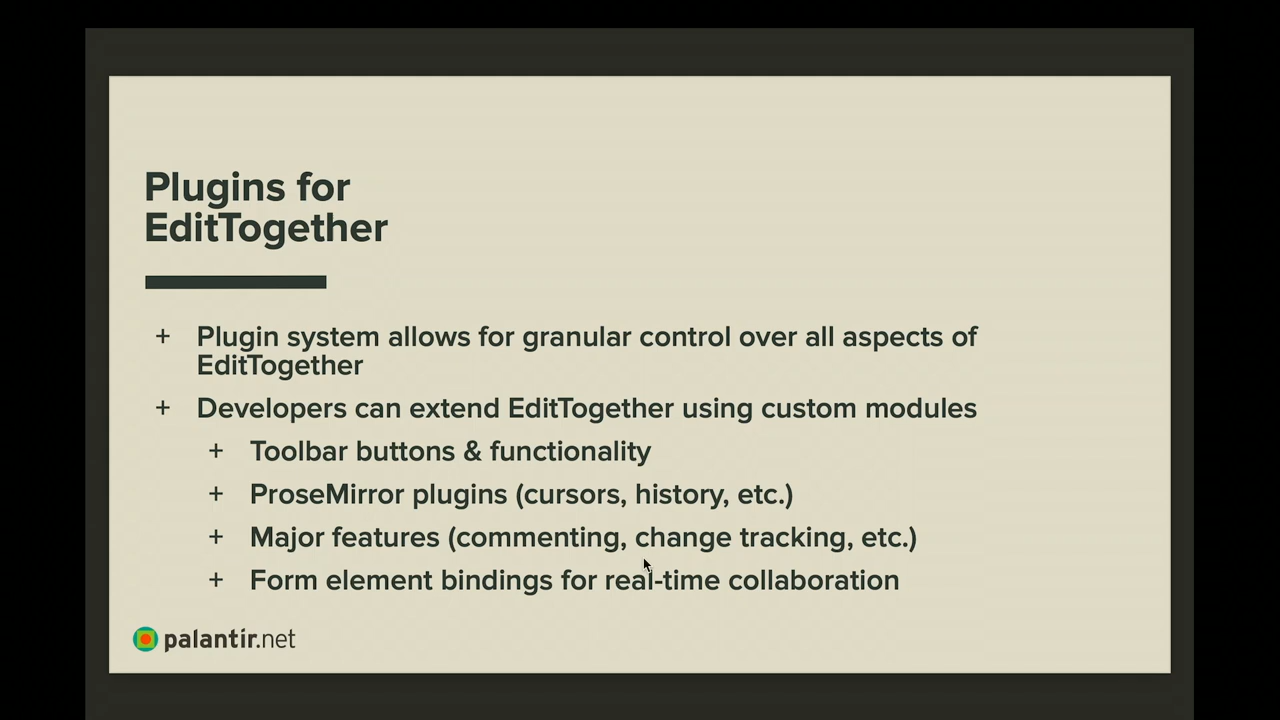 Plugins for
EditTogether
+ Plugin system allows for granular control over all aspects of
EditTogether
+ Developers can extend EditTogether using custom modules
+ Toolbar buttons & functionality
+ ProseMirror plugins (cursors, history, etc.)
+ Major features (commenting, change tracking, etc.)
+ Form element bindings for real-time collaboration
palantir.net